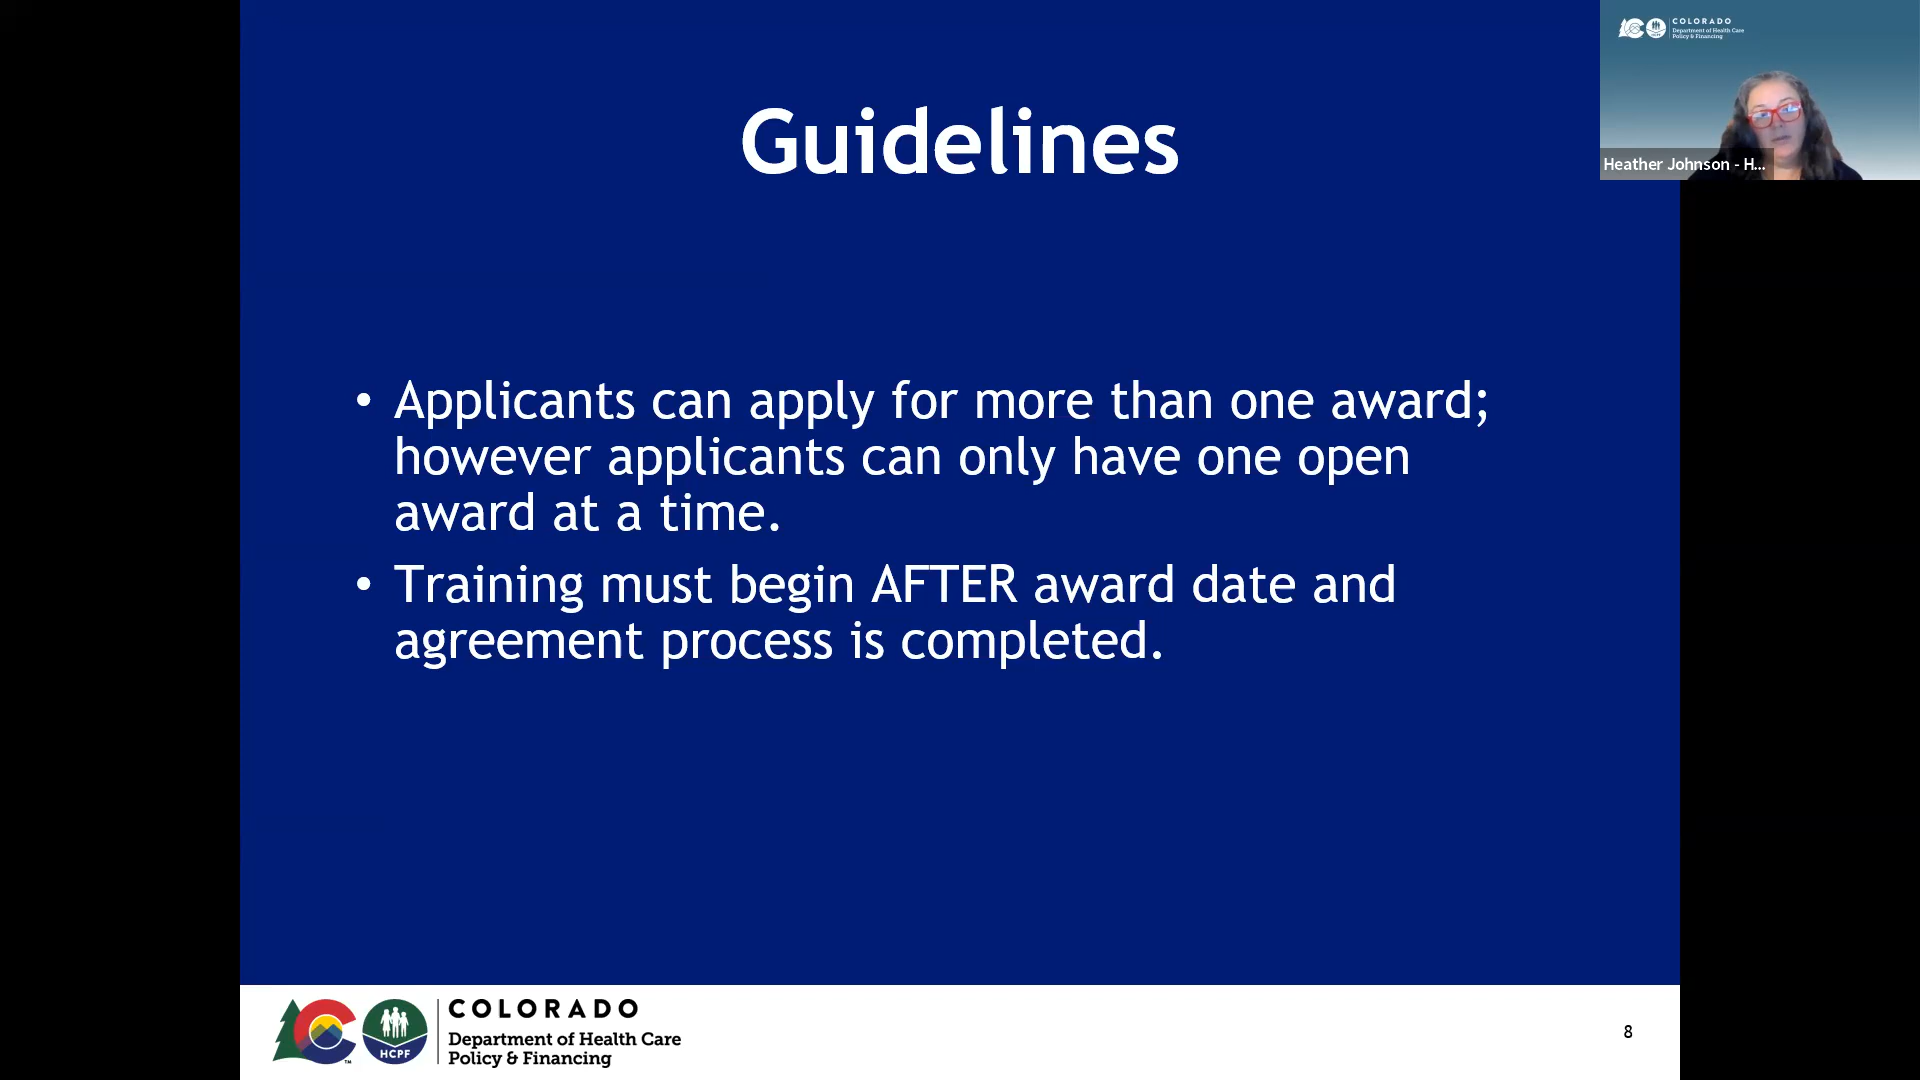 COLORADO
Department of Health Care
Policy & Financing
Heather Johnson - H...
Guidelines
• Applicants can apply for more than one award;
however applicants can only have one open
award at a time.
• Training must begin AFTER award date and
agreement process is completed.
HCPF
TM
COLORADO
Department of Health Care
Policy & Financing
8